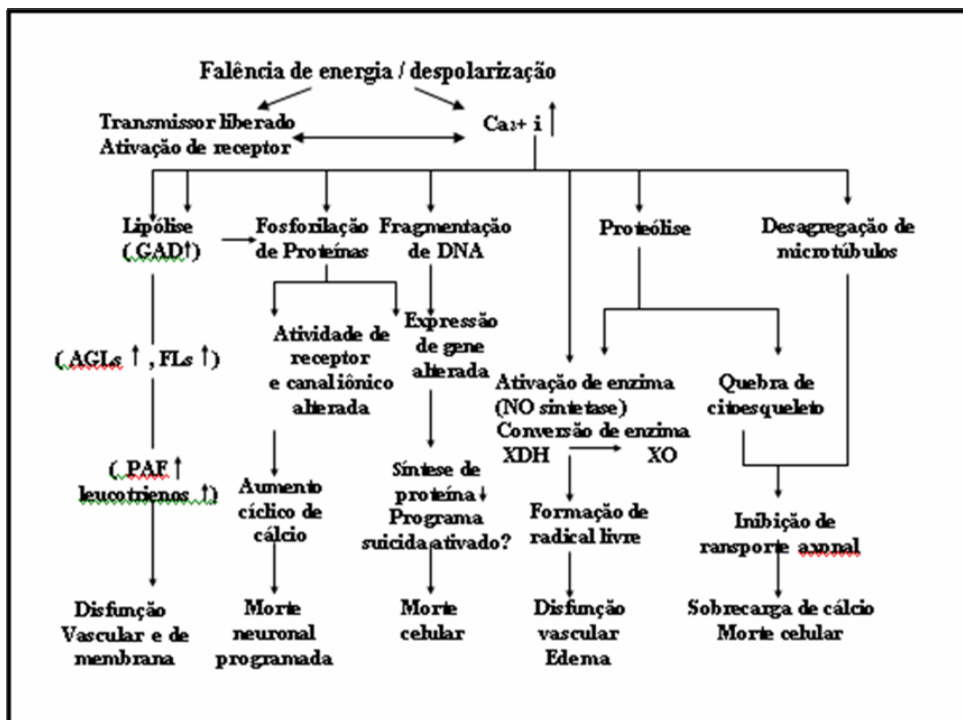 Falência de energia / despolarização
Transmissor liberado
Ativação de receptor
Ca2+ i ↑
Lipólise
( GAD↑)
Fosforilação
de Proteínas
Fragmentação
de DNA
Proteólise
Desagregação de
microtúbulos
( AGLs ↑ , FLs ↑)
Atividade de
receptor
e canal iônico
alterada
Expressão
de gene
alterada
Ativação de enzima
(NO sintetase)
Conversão de enzima
XDH
XO
Quebra de
citoesqueleto
( PAF ↑
leucotrienos ↑)
Aumento
cíclico de
cálcio
Síntese de
proteína↓
Programa
suicida ativado?
Formação de
radical livre
Inibição de
ransporte axonal
Disfunção
Vascular e de
membrana
Morte
neuronal
programada
Morte
celular
Disfunção
vascular
Edema
Sobrecarga de cálcio
Morte celular